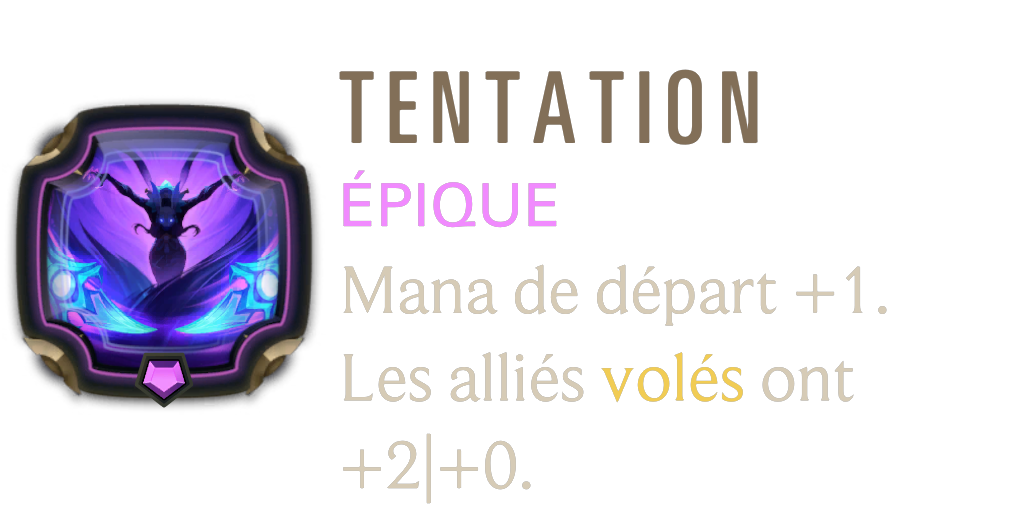 TENTATION
ÉPIQUE
Mana de départ +1.
Les alliés volés ont
+2|+0.